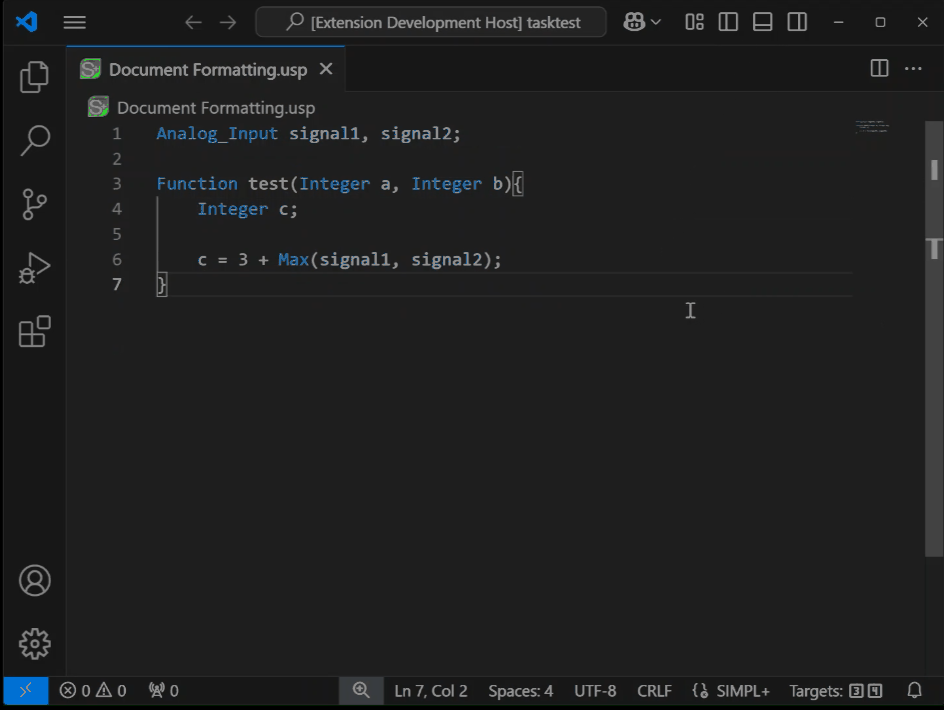 [Extension Development Host] tasktest
Document Formatting.usp
Document Formatting.usp
1 Analog_Input signal1, signal2;
2
3 Function test(Integer a, Integer b){
4 Integer c;
5
6 c = 3 + Max(signal1, signal2);
7 }
0 0 0 Ln 7, Col 2 Spaces: 4 UTF-8 CRLF SIMPL+ Targets: 3 4